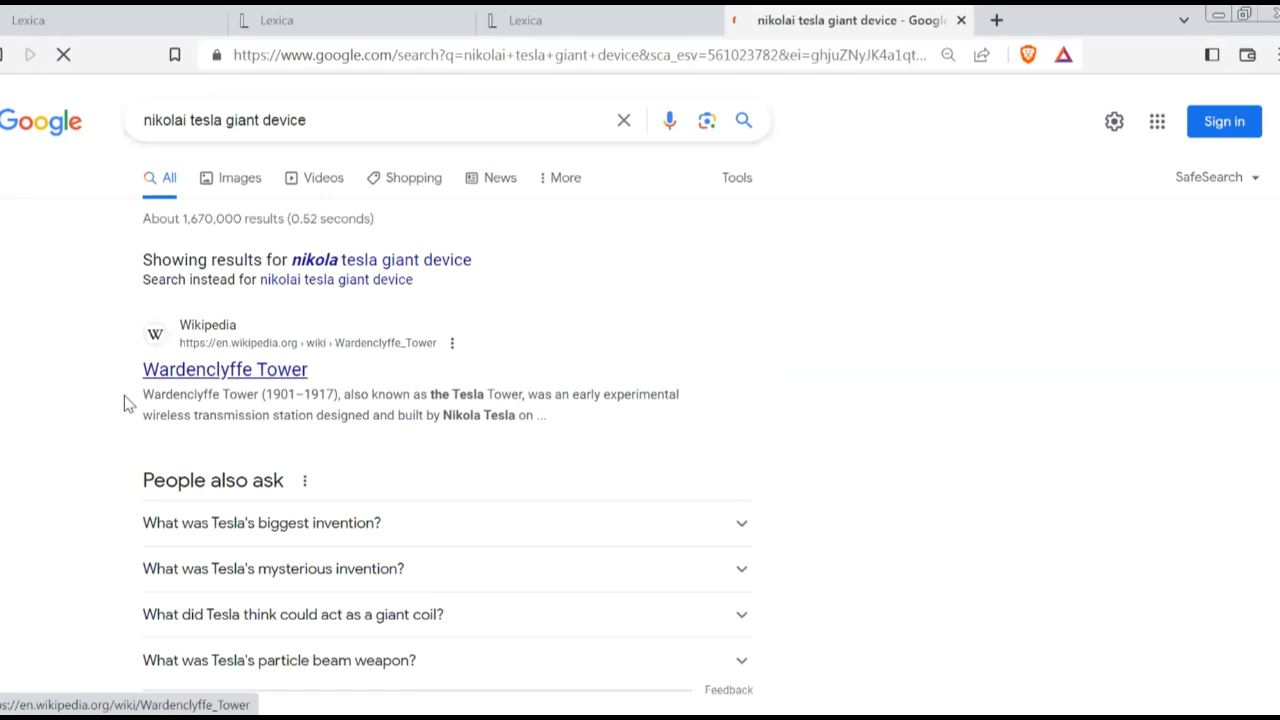 Lexica
Lexica
Lexica
nikolai tesla giant device - Googl
https://www.google.com/search?q=nikolai+tesla+giant+device&sca_esv=561023782&ei=ghjuZNyJK4a1qt...
Google
nikolai tesla giant device
Sign in
All
Images
Videos
Shopping
News
More
Tools
SafeSearch
About 1,670,000 results (0.52 seconds)
Showing results for nikola tesla giant device
Search instead for nikolai tesla giant device
W
Wikipedia
https://en.wikipedia.org › wiki › Wardenclyffe_Tower
Wardenclyffe Tower
Wardenclyffe Tower (1901–1917), also known as the Tesla Tower, was an early experimental
wireless transmission station designed and built by Nikola Tesla on ...
People also ask
What was Tesla's biggest invention?
What was Tesla's mysterious invention?
What did Tesla think could act as a giant coil?
What was Tesla's particle beam weapon?
Feedback
s://en.wikipedia.org/wiki/Wardenclyffe_Tower